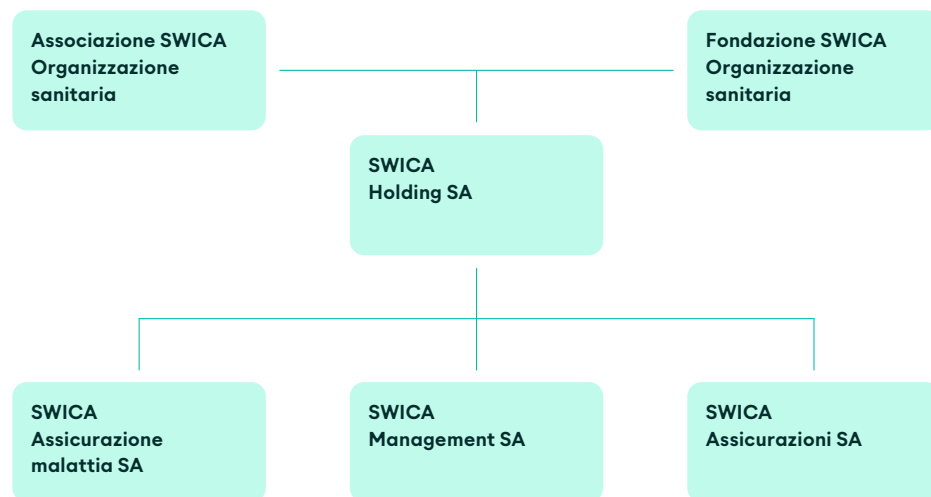 Associazione SWICA
Organizzazione
sanitaria
Fondazione SWICA
Organizzazione
sanitaria
SWICA
Holding SA
SWICA
Assicurazione
malattia SA
SWICA
Management SA
SWICA
Assicurazioni SA